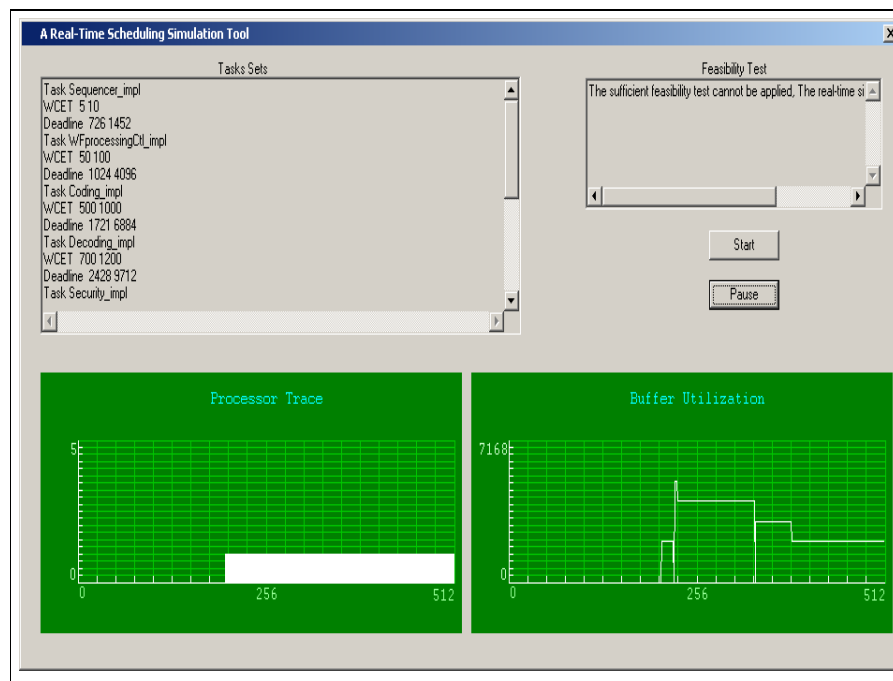 A Real-Time Scheduling Simulation Tool
Tasks Sets
Task Sequencer_impl
WCET 5 10
Deadline 726 1452
Task WFprocessingCtl_impl
WCET 50 100
Deadline 1024 4096
Task Coding_impl
WCET 500 1000
Deadline 1721 6884
Task Decoding_impl
WCET 700 1200
Deadline 2428 9712
Task Security_impl
Feasibility Test
The sufficient feasibility test cannot be applied, The real-time si
Start
Pause
Processor Trace
5
0
0 256 512
Buffer Utilization
7168
0
0 256 512